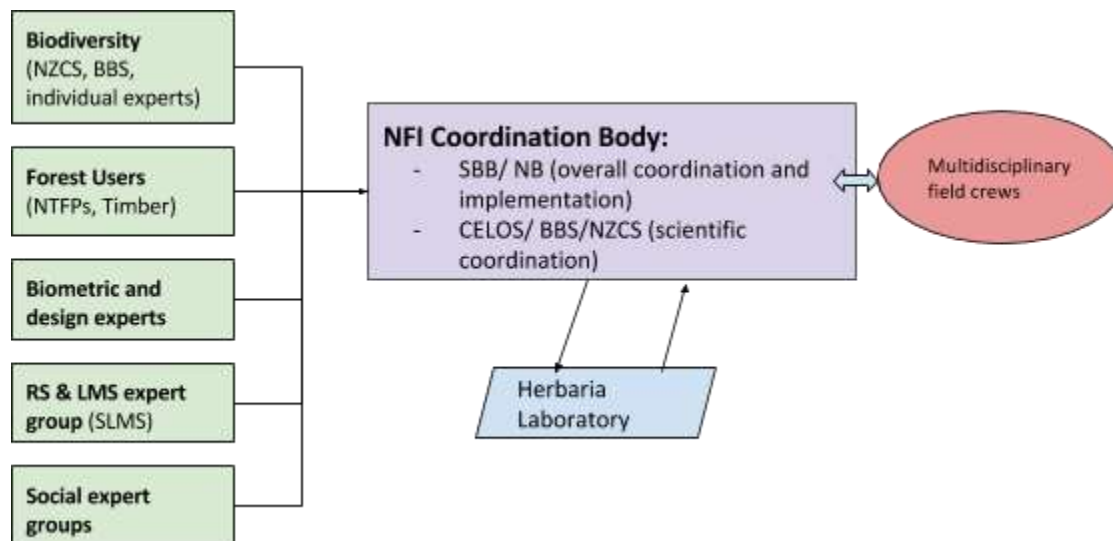 Biodiversity
(NZCS, BBS,
individual experts)
Forest Users
(NTFPs, Timber)
Biometric and
design experts
RS & LMS expert
group (SLMS)
Social expert
groups
NFI Coordination Body:
- SBB/ NB (overall coordination and
implementation)
- CELOS/ BBS/NZCS (scientific
coordination)
Herbaria
Laboratory
Multidisciplinary
field crews